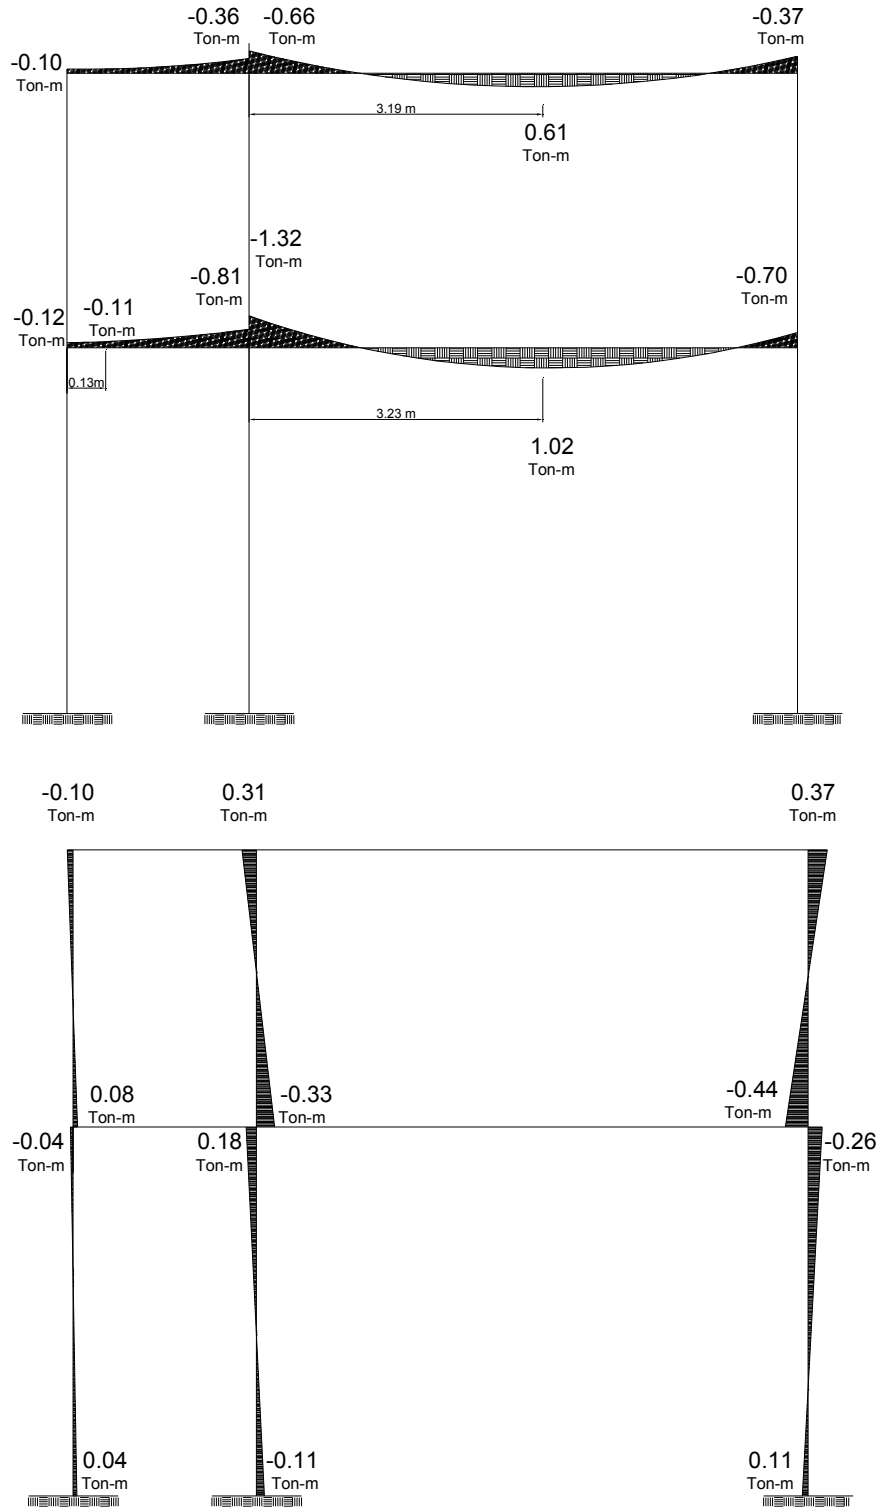 -0.36 -0.66 -0.37
Ton-m Ton-m Ton-m
-0.10
Ton-m
3.19 m
0.61
Ton-m
-1.32
Ton-m
-0.81 -0.70
Ton-m Ton-m
-0.12 -0.11
Ton-m Ton-m
0.13m
3.23 m
1.02
Ton-m
-0.10 0.31 0.37
Ton-m Ton-m Ton-m
0.08 -0.33 -0.44
Ton-m Ton-m Ton-m
-0.04 0.18 -0.26
Ton-m Ton-m Ton-m
0.04 -0.11 0.11
Ton-m Ton-m Ton-m